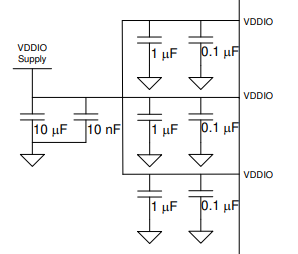 VDDIO
VDDIO
Supply
1 µF
0.1 µF
VDDIO
10 µF
10 nF
1 µF
0.1 µF
VDDIO
1 µF
0.1 µF